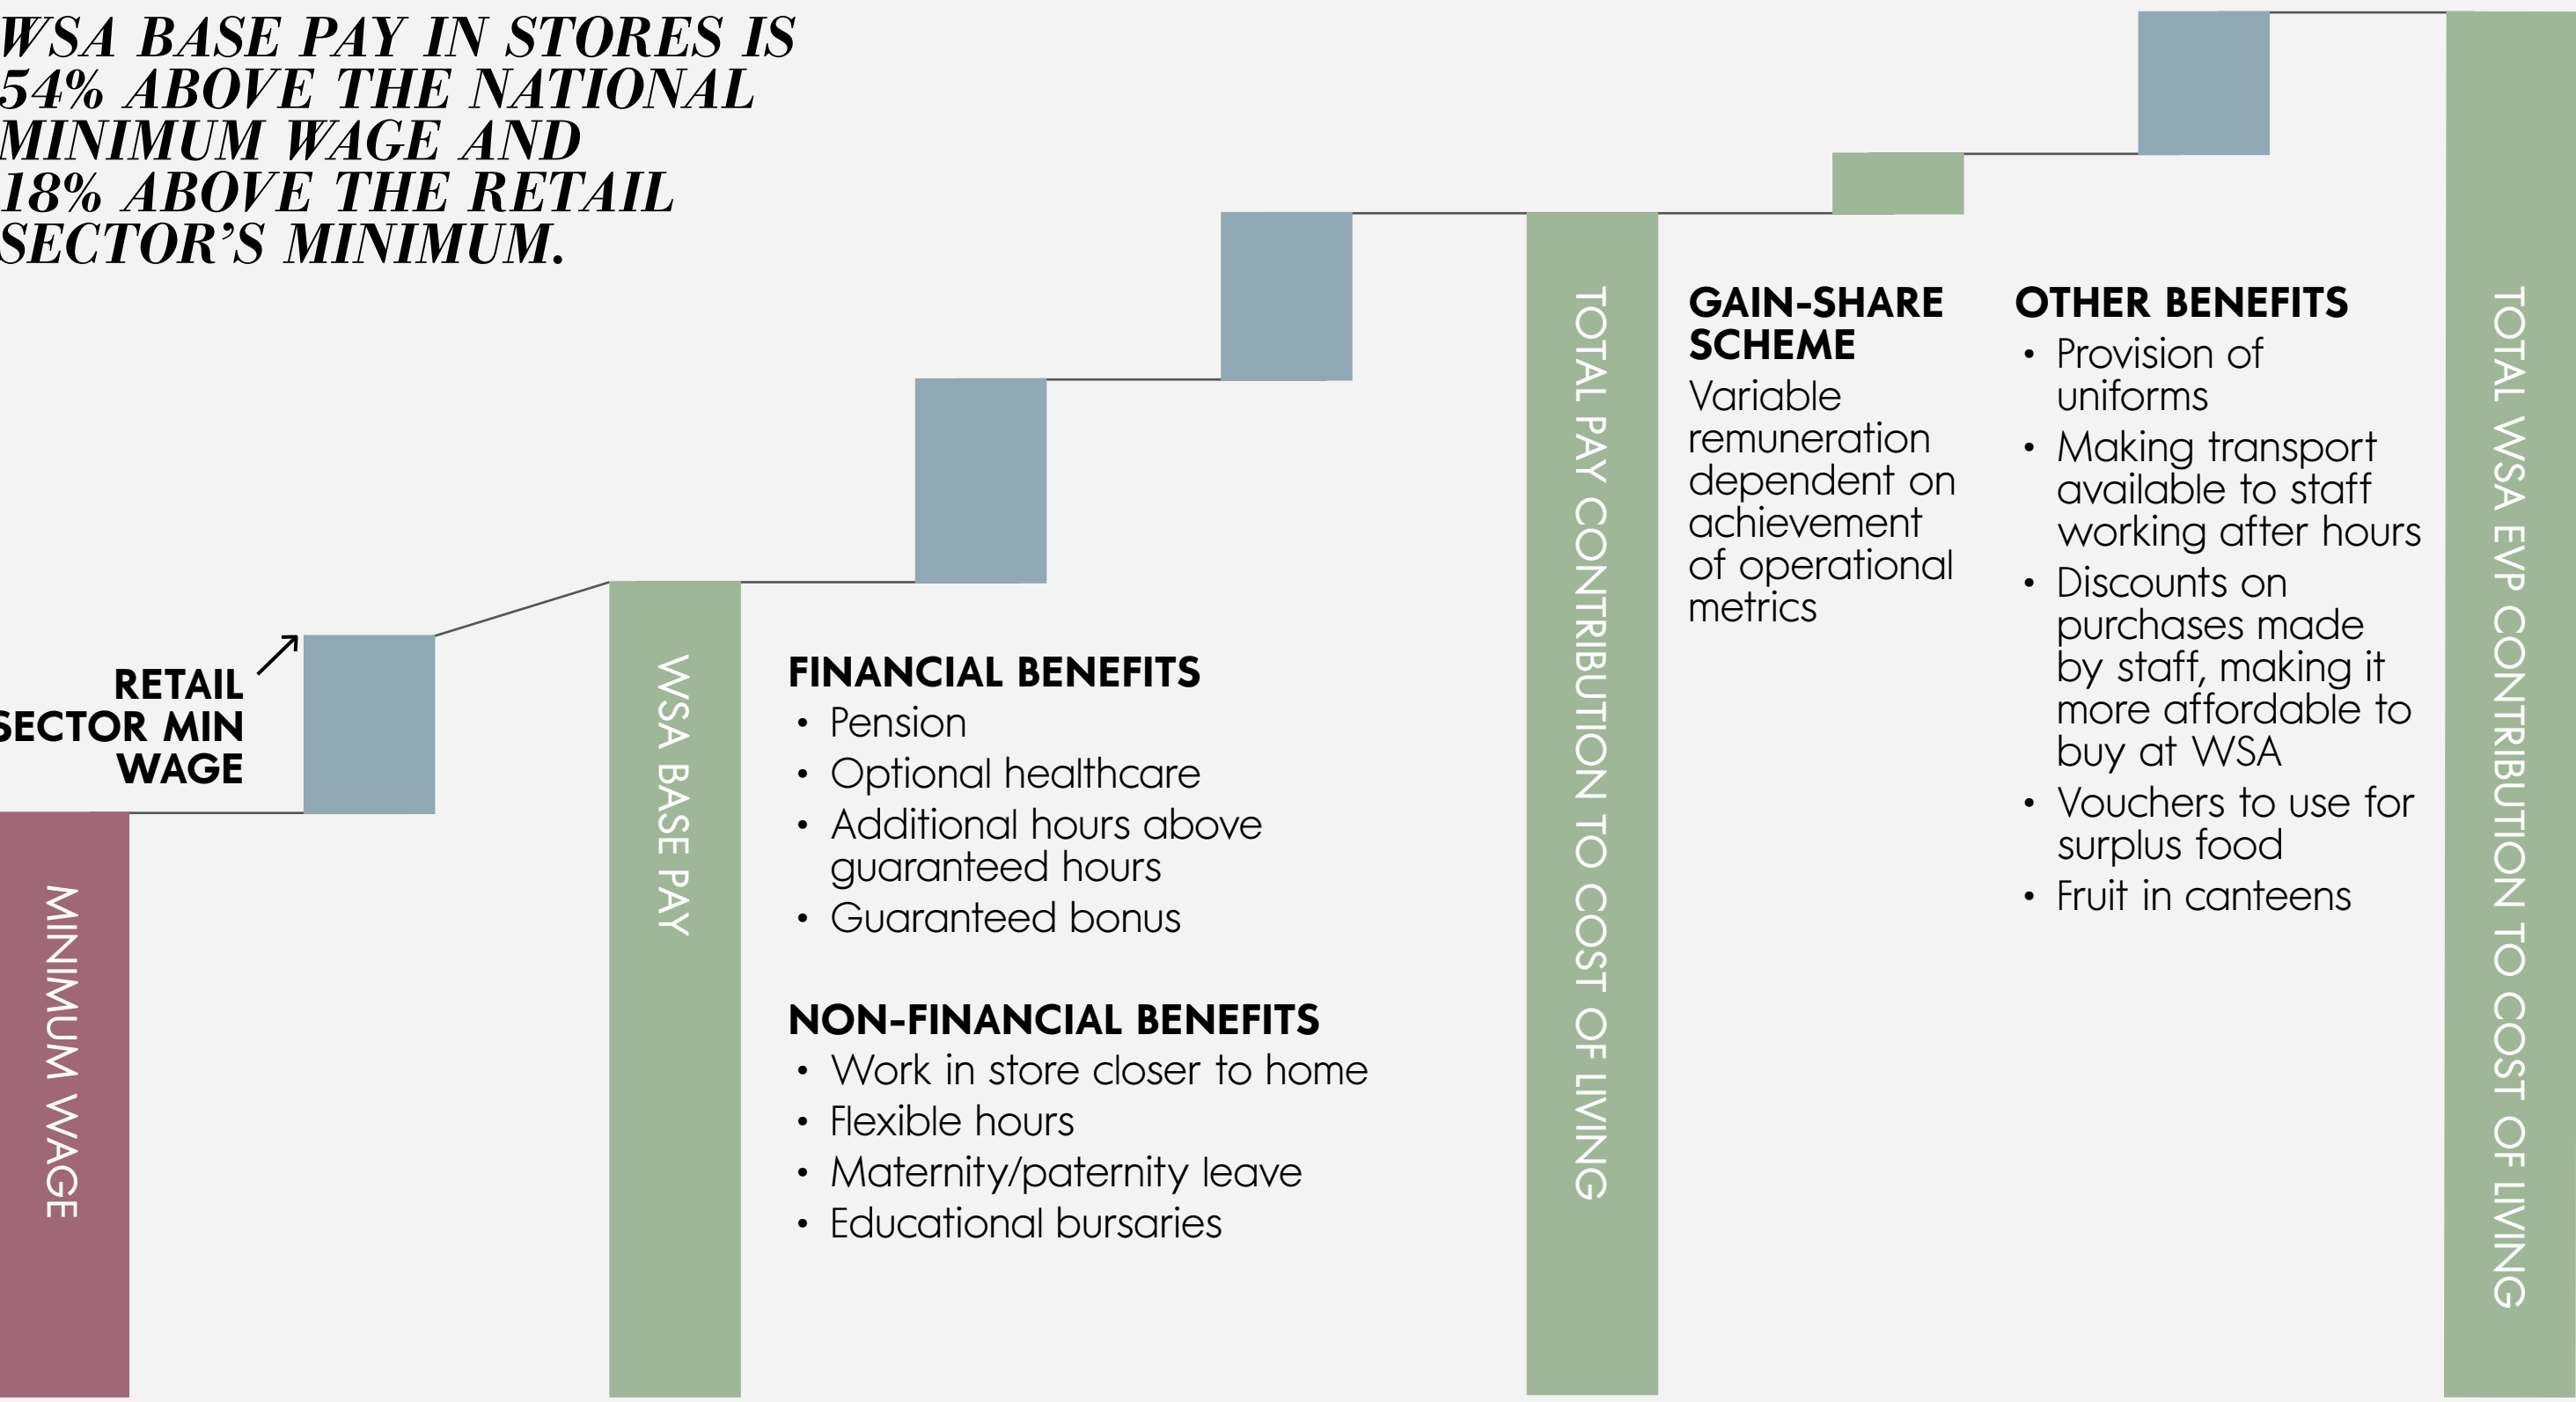 WSA BASE PAY IN STORES IS
54% ABOVE THE NATIONAL
MINIMUM WAGE AND
18% ABOVE THE RETAIL
SECTOR’S MINIMUM.
MINIMUM WAGE
RETAIL
SECTOR MIN
WAGE
WSA BASE PAY
FINANCIAL BENEFITS
• Pension
• Optional healthcare
• Additional hours above
guaranteed hours
• Guaranteed bonus
NON-FINANCIAL BENEFITS
• Work in store closer to home
• Flexible hours
• Maternity/paternity leave
• Educational bursaries
TOTAL PAY CONTRIBUTION TO COST OF LIVING
GAIN-SHARE
SCHEME
Variable
remuneration
dependent on
achievement
of operational
metrics
OTHER BENEFITS
• Provision of
uniforms
• Making transport
available to staff
working after hours
• Discounts on
purchases made
by staff, making it
more affordable to
buy at WSA
• Vouchers to use for
surplus food
• Fruit in canteens
TOTAL WSA EVP CONTRIBUTION TO COST OF LIVING